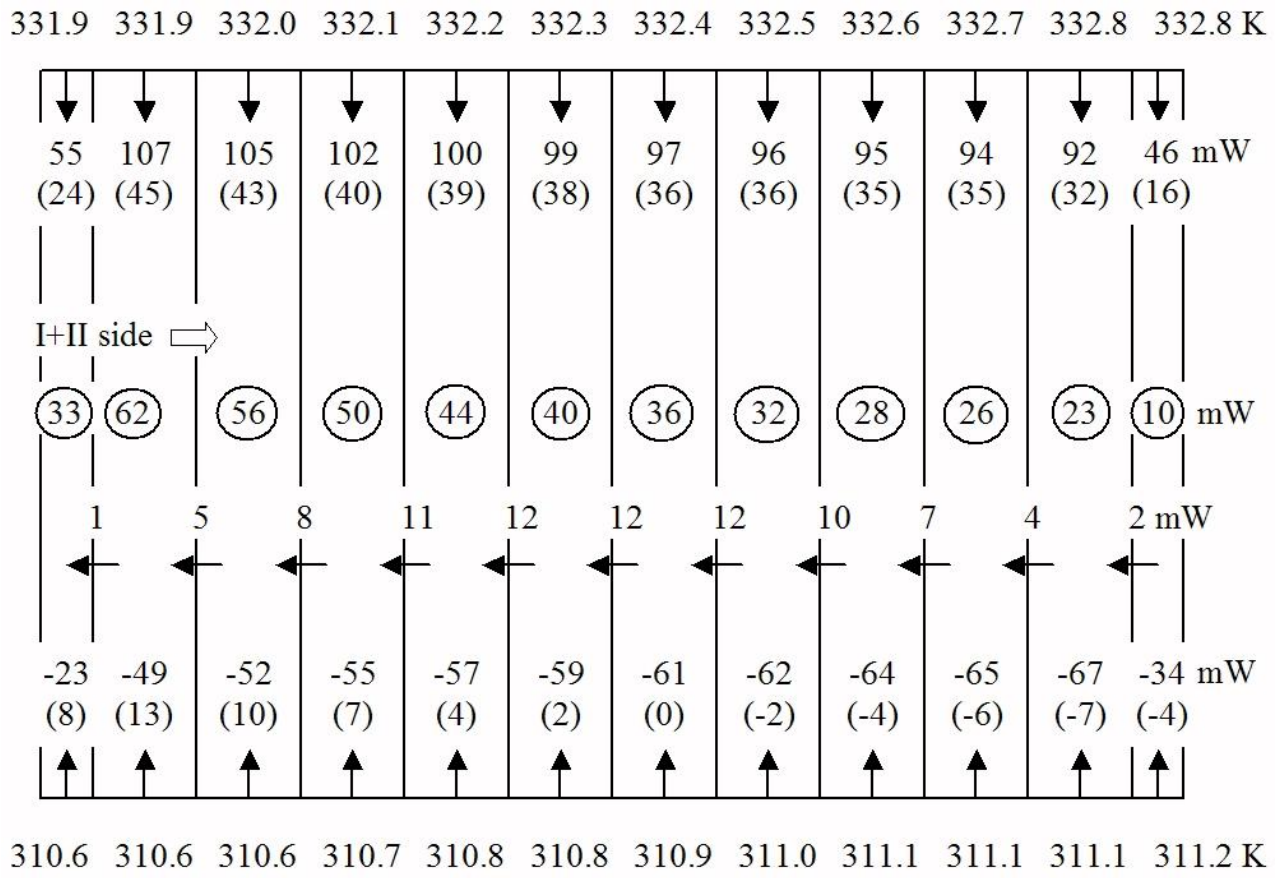 331.9 331.9 332.0 332.1 332.2 332.3 332.4 332.5 332.6 332.7 332.8 332.8 K
55 107 105 102 100 99 97 96 95 94 92 46 mW
(24) (45) (43) (40) (39) (38) (36) (36) (35) (35) (32) (16)
I+II side
33 62 56 50 44 40 36 32 28 26 23 10 mW
1 5 8 11 12 12 12 10 7 4 2 mW
-23 -49 -52 -55 -57 -59 -61 -62 -64 -65 -67 -34 mW
(8) (13) (10) (7) (4) (2) (0) (-2) (-4) (-6) (-7) (-4)
310.6 310.6 310.6 310.7 310.8 310.8 310.9 311.0 311.1 311.1 311.1 311.2 K